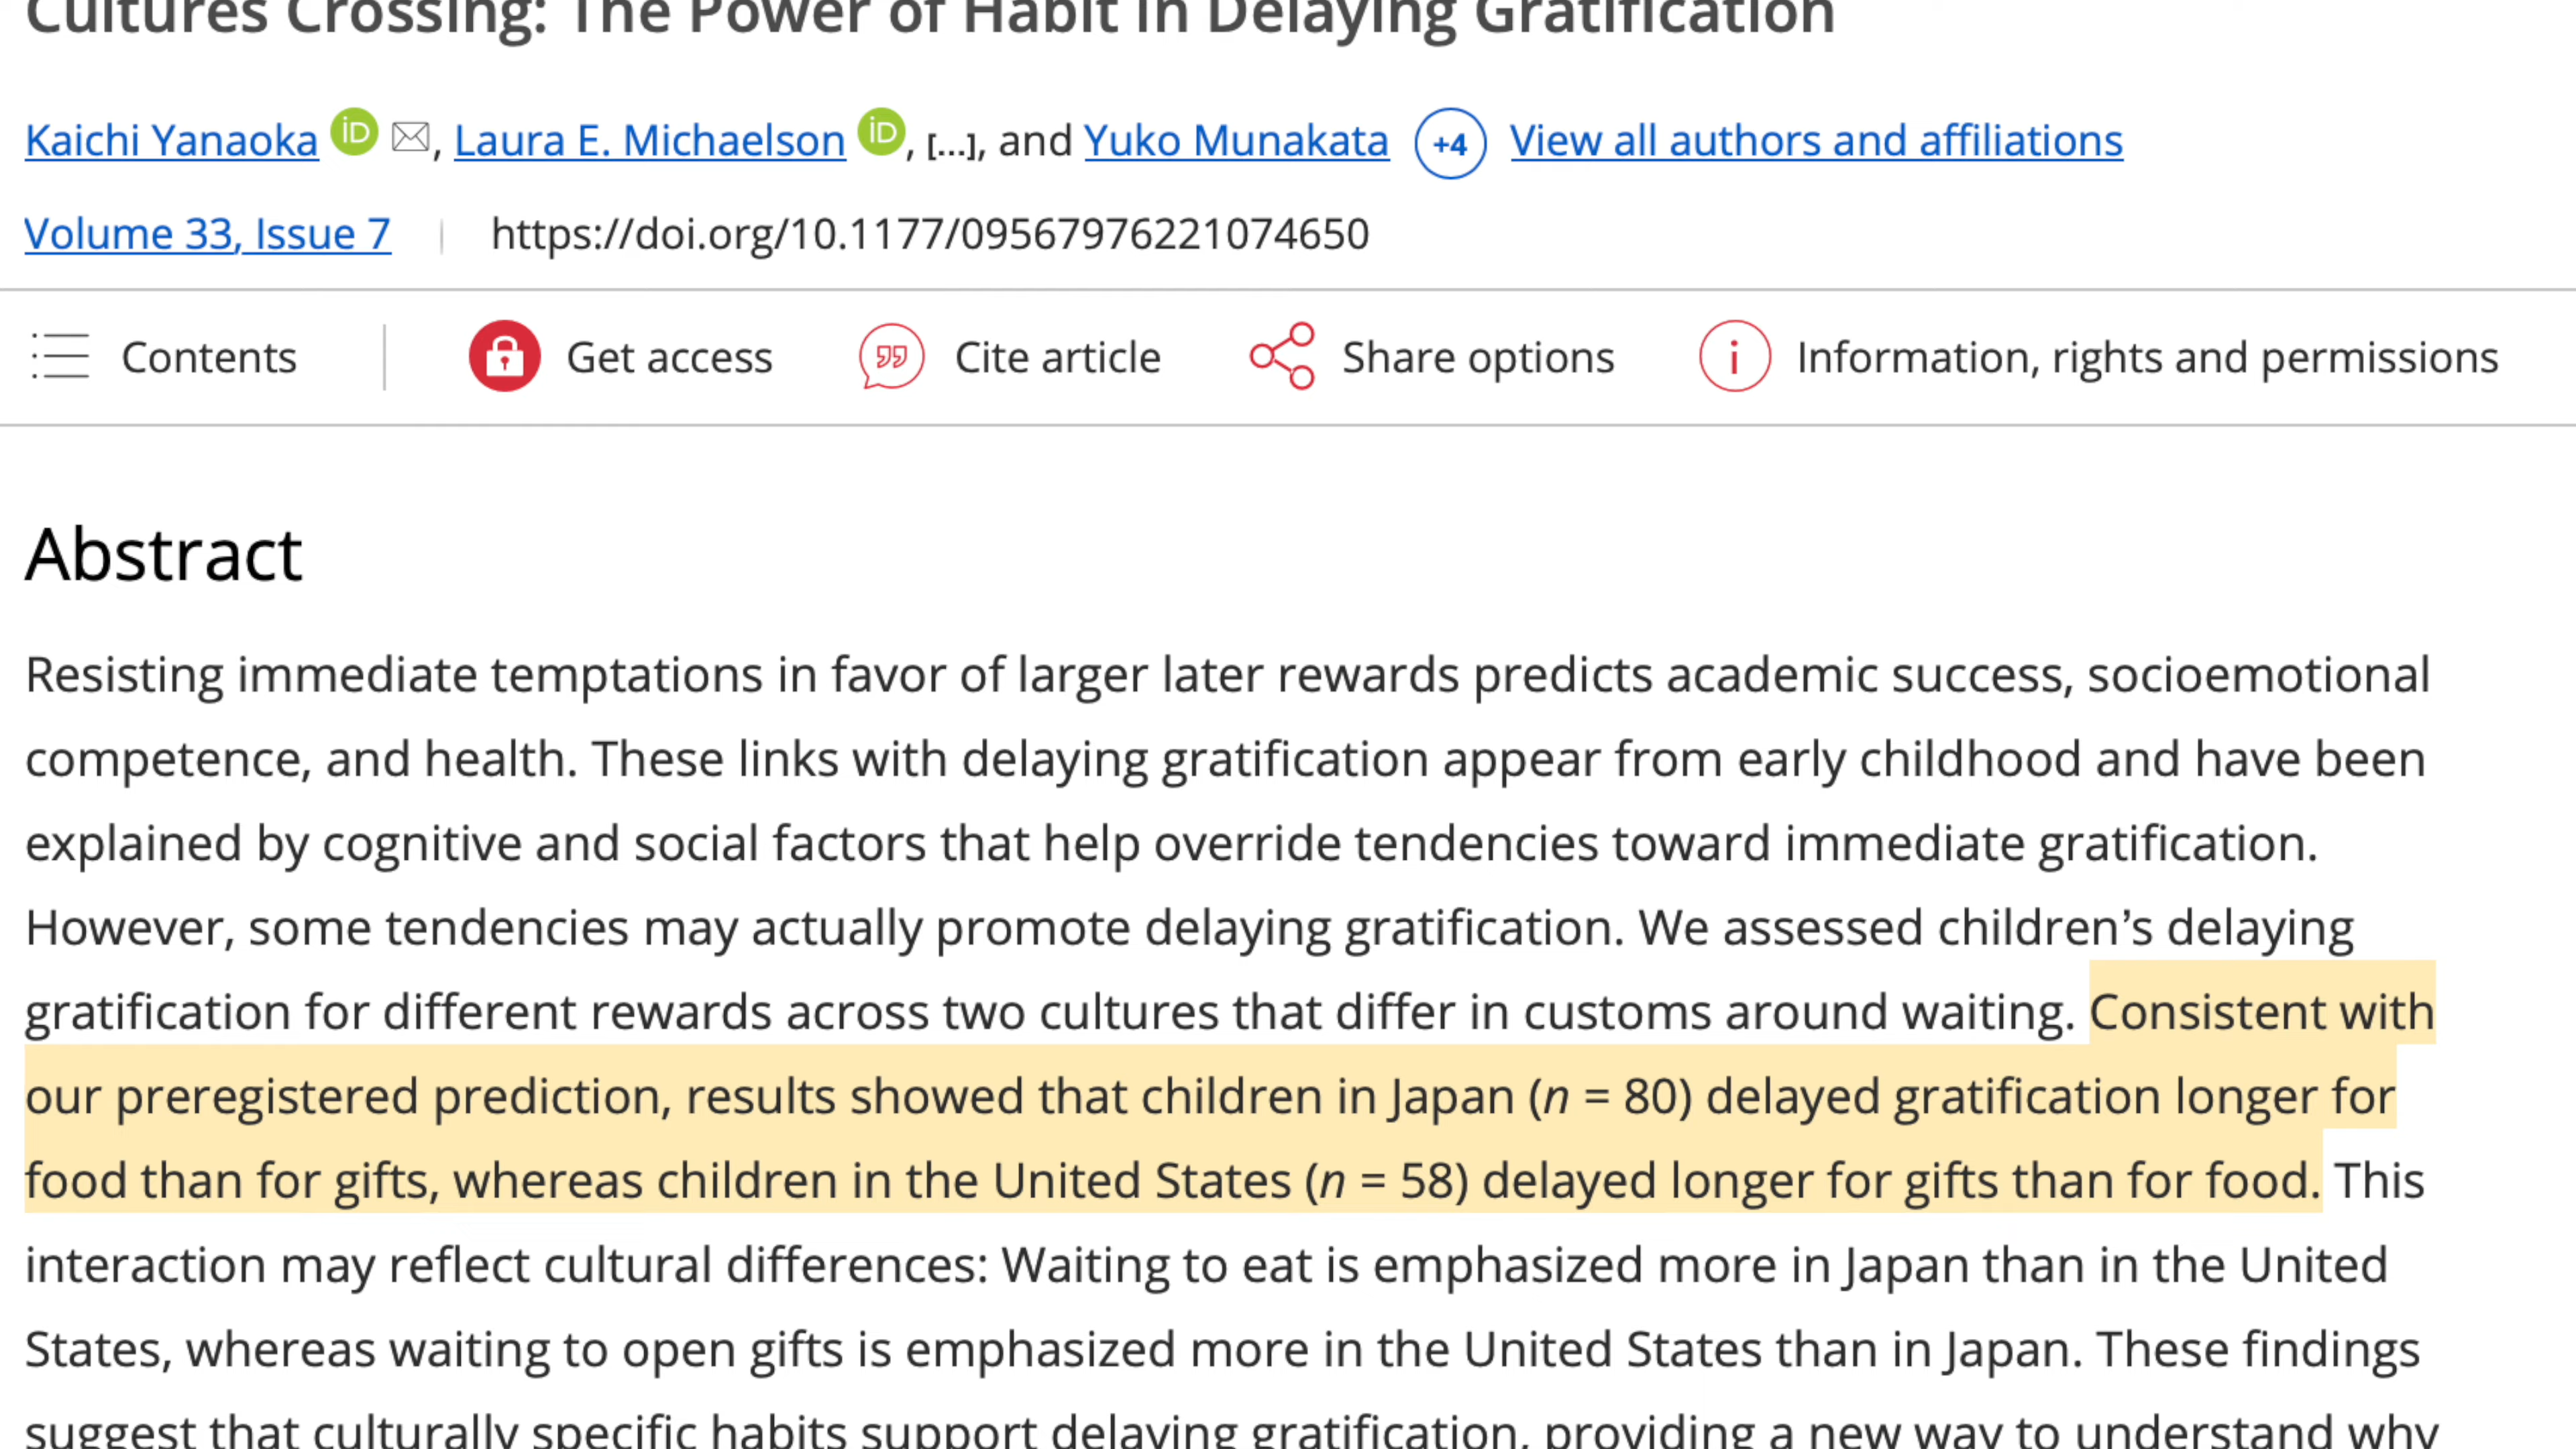 Cultures Crossing: The Power of Habit in Delaying Gratification
Kaichi Yanaoka iD , Laura E. Michaelson iD , [...], and Yuko Munakata +4 View all authors and affiliations
Volume 33, Issue 7 | https://doi.org/10.1177/09567976221074650
Contents | Get access Cite article Share options i Information, rights and permissions
Abstract
Resisting immediate temptations in favor of larger later rewards predicts academic success, socioemotional
competence, and health. These links with delaying gratification appear from early childhood and have been
explained by cognitive and social factors that help override tendencies toward immediate gratification.
However, some tendencies may actually promote delaying gratification. We assessed children’s delaying
gratification for different rewards across two cultures that differ in customs around waiting. Consistent with
our preregistered prediction, results showed that children in Japan (n = 80) delayed gratification longer for
food than for gifts, whereas children in the United States (n = 58) delayed longer for gifts than for food. This
interaction may reflect cultural differences: Waiting to eat is emphasized more in Japan than in the United
States, whereas waiting to open gifts is emphasized more in the United States than in Japan. These findings
suggest that culturally specific habits support delaying gratification, providing a new way to understand why